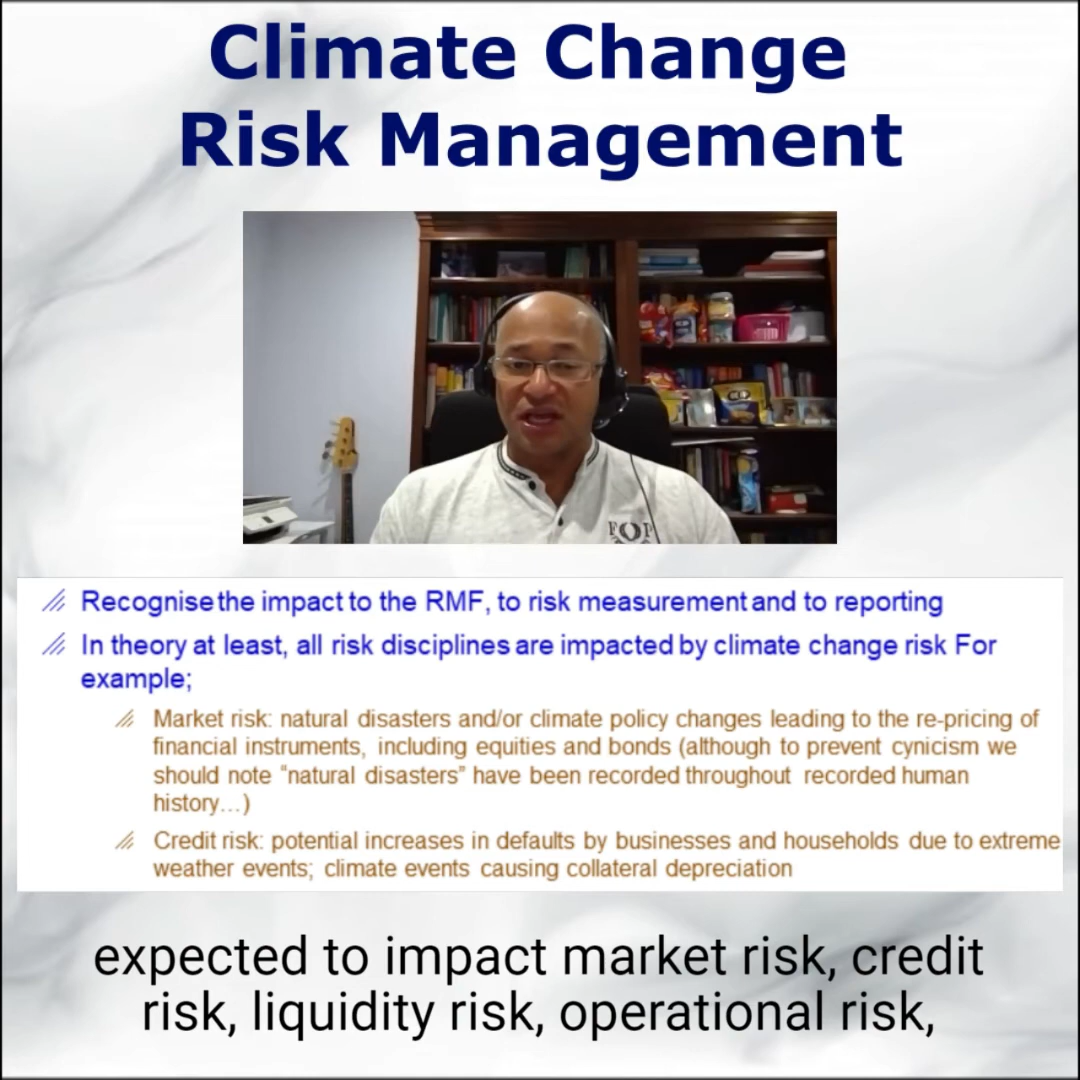 Climate Change
Risk Management
FOP
Recognise the impact to the RMF, to risk measurement and to reporting
In theory at least, all risk disciplines are impacted by climate change risk For
example;
Market risk: natural disasters and/or climate policy changes leading to the re-pricing of
financial instruments, including equities and bonds (although to prevent cynicism we
should note "natural disasters" have been recorded throughout recorded human
history...)
Credit risk: potential increases in defaults by businesses and households due to extreme
weather events; climate events causing collateral depreciation
expected to impact market risk, credit
risk, liquidity risk, operational risk,